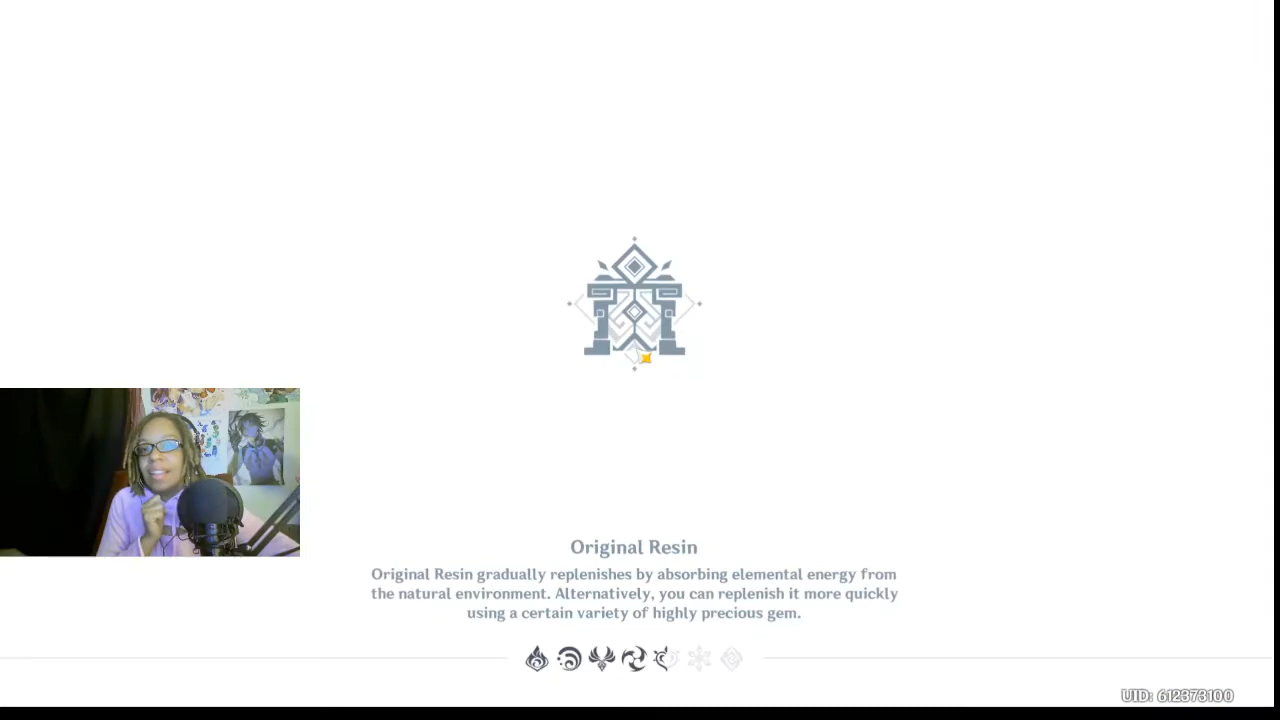 Original Resin
Original Resin gradually replenishes by absorbing elemental energy from
the natural environment. Alternatively, you can replenish it more quickly
using a certain variety of highly precious gem.
UID: 612373100